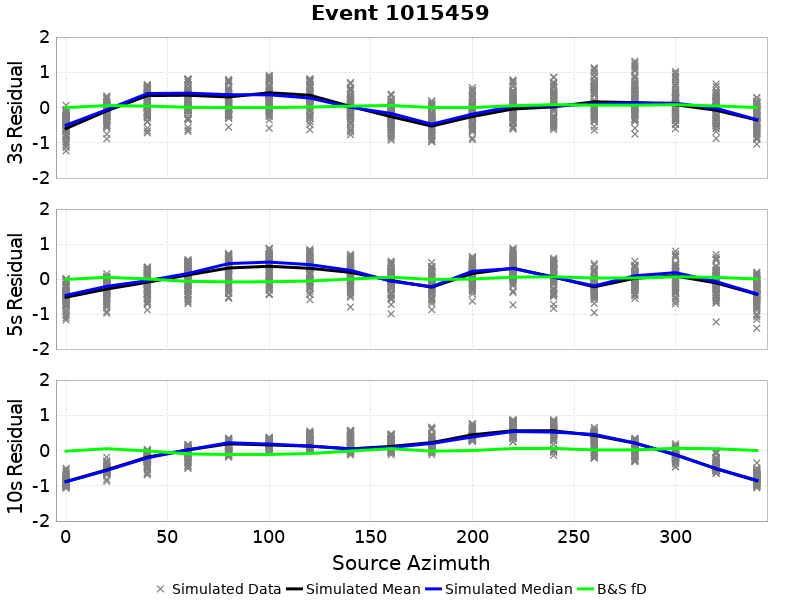 Event 1015459
3s Residual
2
1
0
-1
-2
5s Residual
2
1
0
-1
-2
10s Residual
2
1
0
-1
-2
0 50 100 150 200 250 300
Source Azimuth
Simulated Data Simulated Mean Simulated Median B&S fD